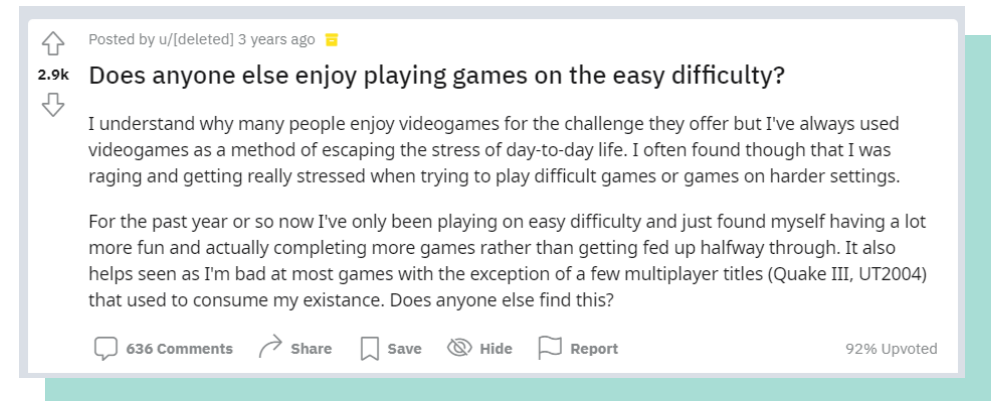 Posted by u/[deleted] 3 years ago
2.9k
Does anyone else enjoy playing games on the easy difficulty?
I understand why many people enjoy videogames for the challenge they offer but I've always used
videogames as a method of escaping the stress of day-to-day life. I often found though that I was
raging and getting really stressed when trying to play difficult games or games on harder settings.
For the past year or so now I've only been playing on easy difficulty and just found myself having a lot
more fun and actually completing more games rather than getting fed up halfway through. It also
helps seen as I'm bad at most games with the exception of a few multiplayer titles (Quake III, UT2004)
that used to consume my existance. Does anyone else find this?
636 Comments Share Save Hide Report 92% Upvoted